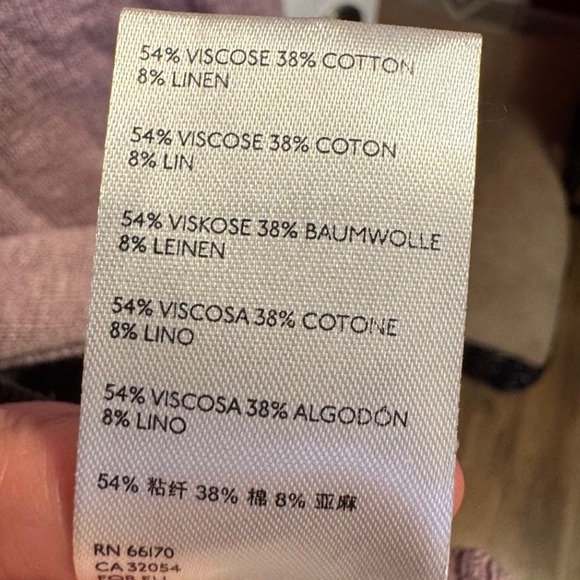 54% VISCOSE 38% COTTON
8% LINEN
54% VISCOSE 38% COTON
8% LIN
54% VISKOSE 38% BAUMWOLLE
8% LEINEN
54% VISCOSA 38% COTONE
8% LINO
54% VISCOSA 38% ALGODÓN
8% LINO
54% 粘纤 38% 棉 8% 亚麻
RN 66170
CA 32054
FOR EU